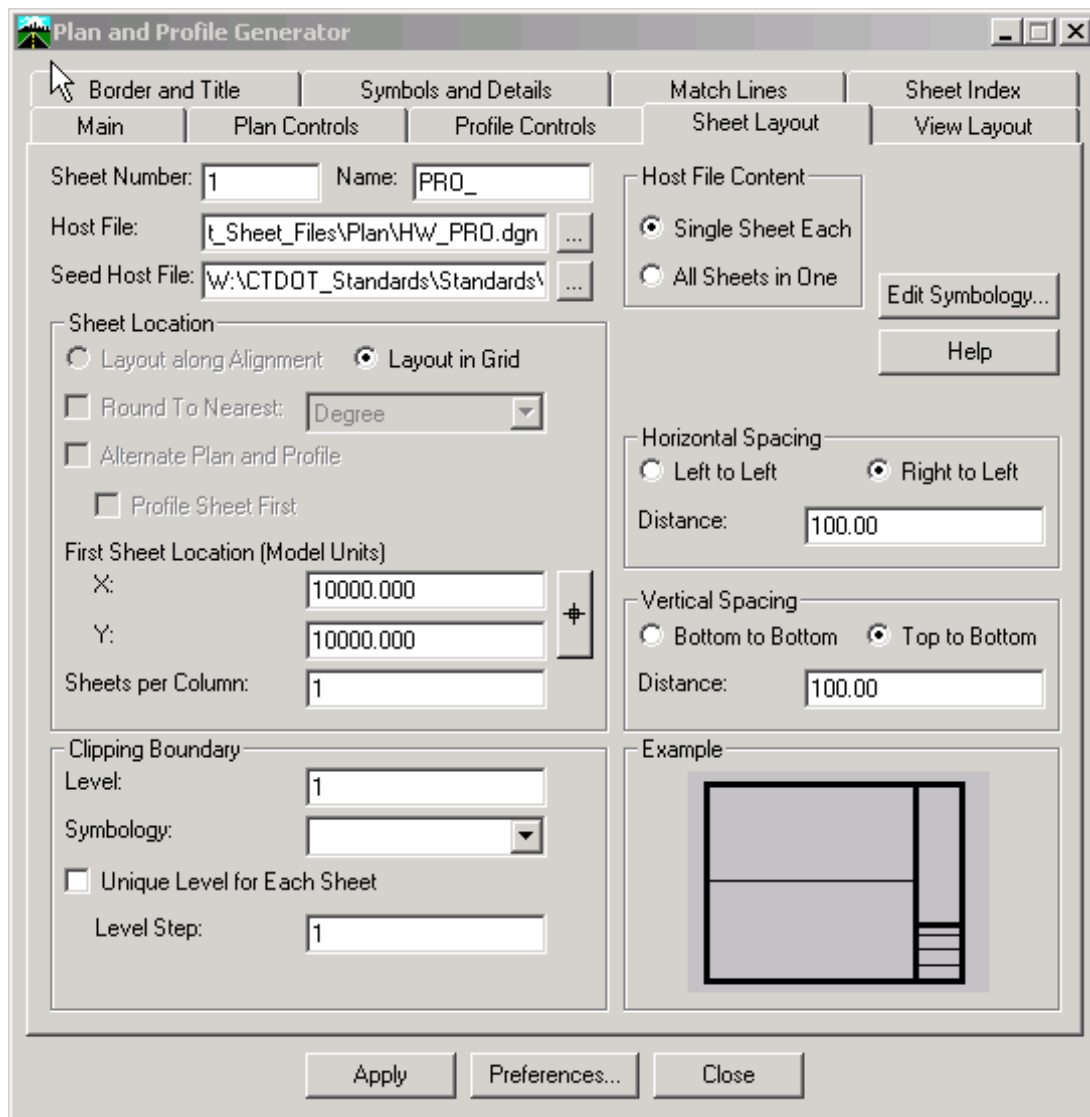 Plan and Profile Generator
Border and Title Symbols and Details Match Lines Sheet Index
Main Plan Controls Profile Controls Sheet Layout View Layout
Sheet Number: 1 Name: PRO_
Host File: t_Sheet_Files\Plan\HW_PRO.dgn ...
Seed Host File: W:\CTDOT_Standards\Standards\ ...
Host File Content
Single Sheet Each
All Sheets in One
Edit Symbology...
Help
Sheet Location
Layout along Alignment Layout in Grid
Round To Nearest: Degree
Alternate Plan and Profile
Profile Sheet First
First Sheet Location (Model Units)
X: 10000.000
Y: 10000.000
Sheets per Column: 1
Horizontal Spacing
Left to Left Right to Left
Distance: 100.00
Vertical Spacing
Bottom to Bottom Top to Bottom
Distance: 100.00
Clipping Boundary
Level: 1
Symbology:
Unique Level for Each Sheet
Level Step: 1
Example
Apply Preferences... Close